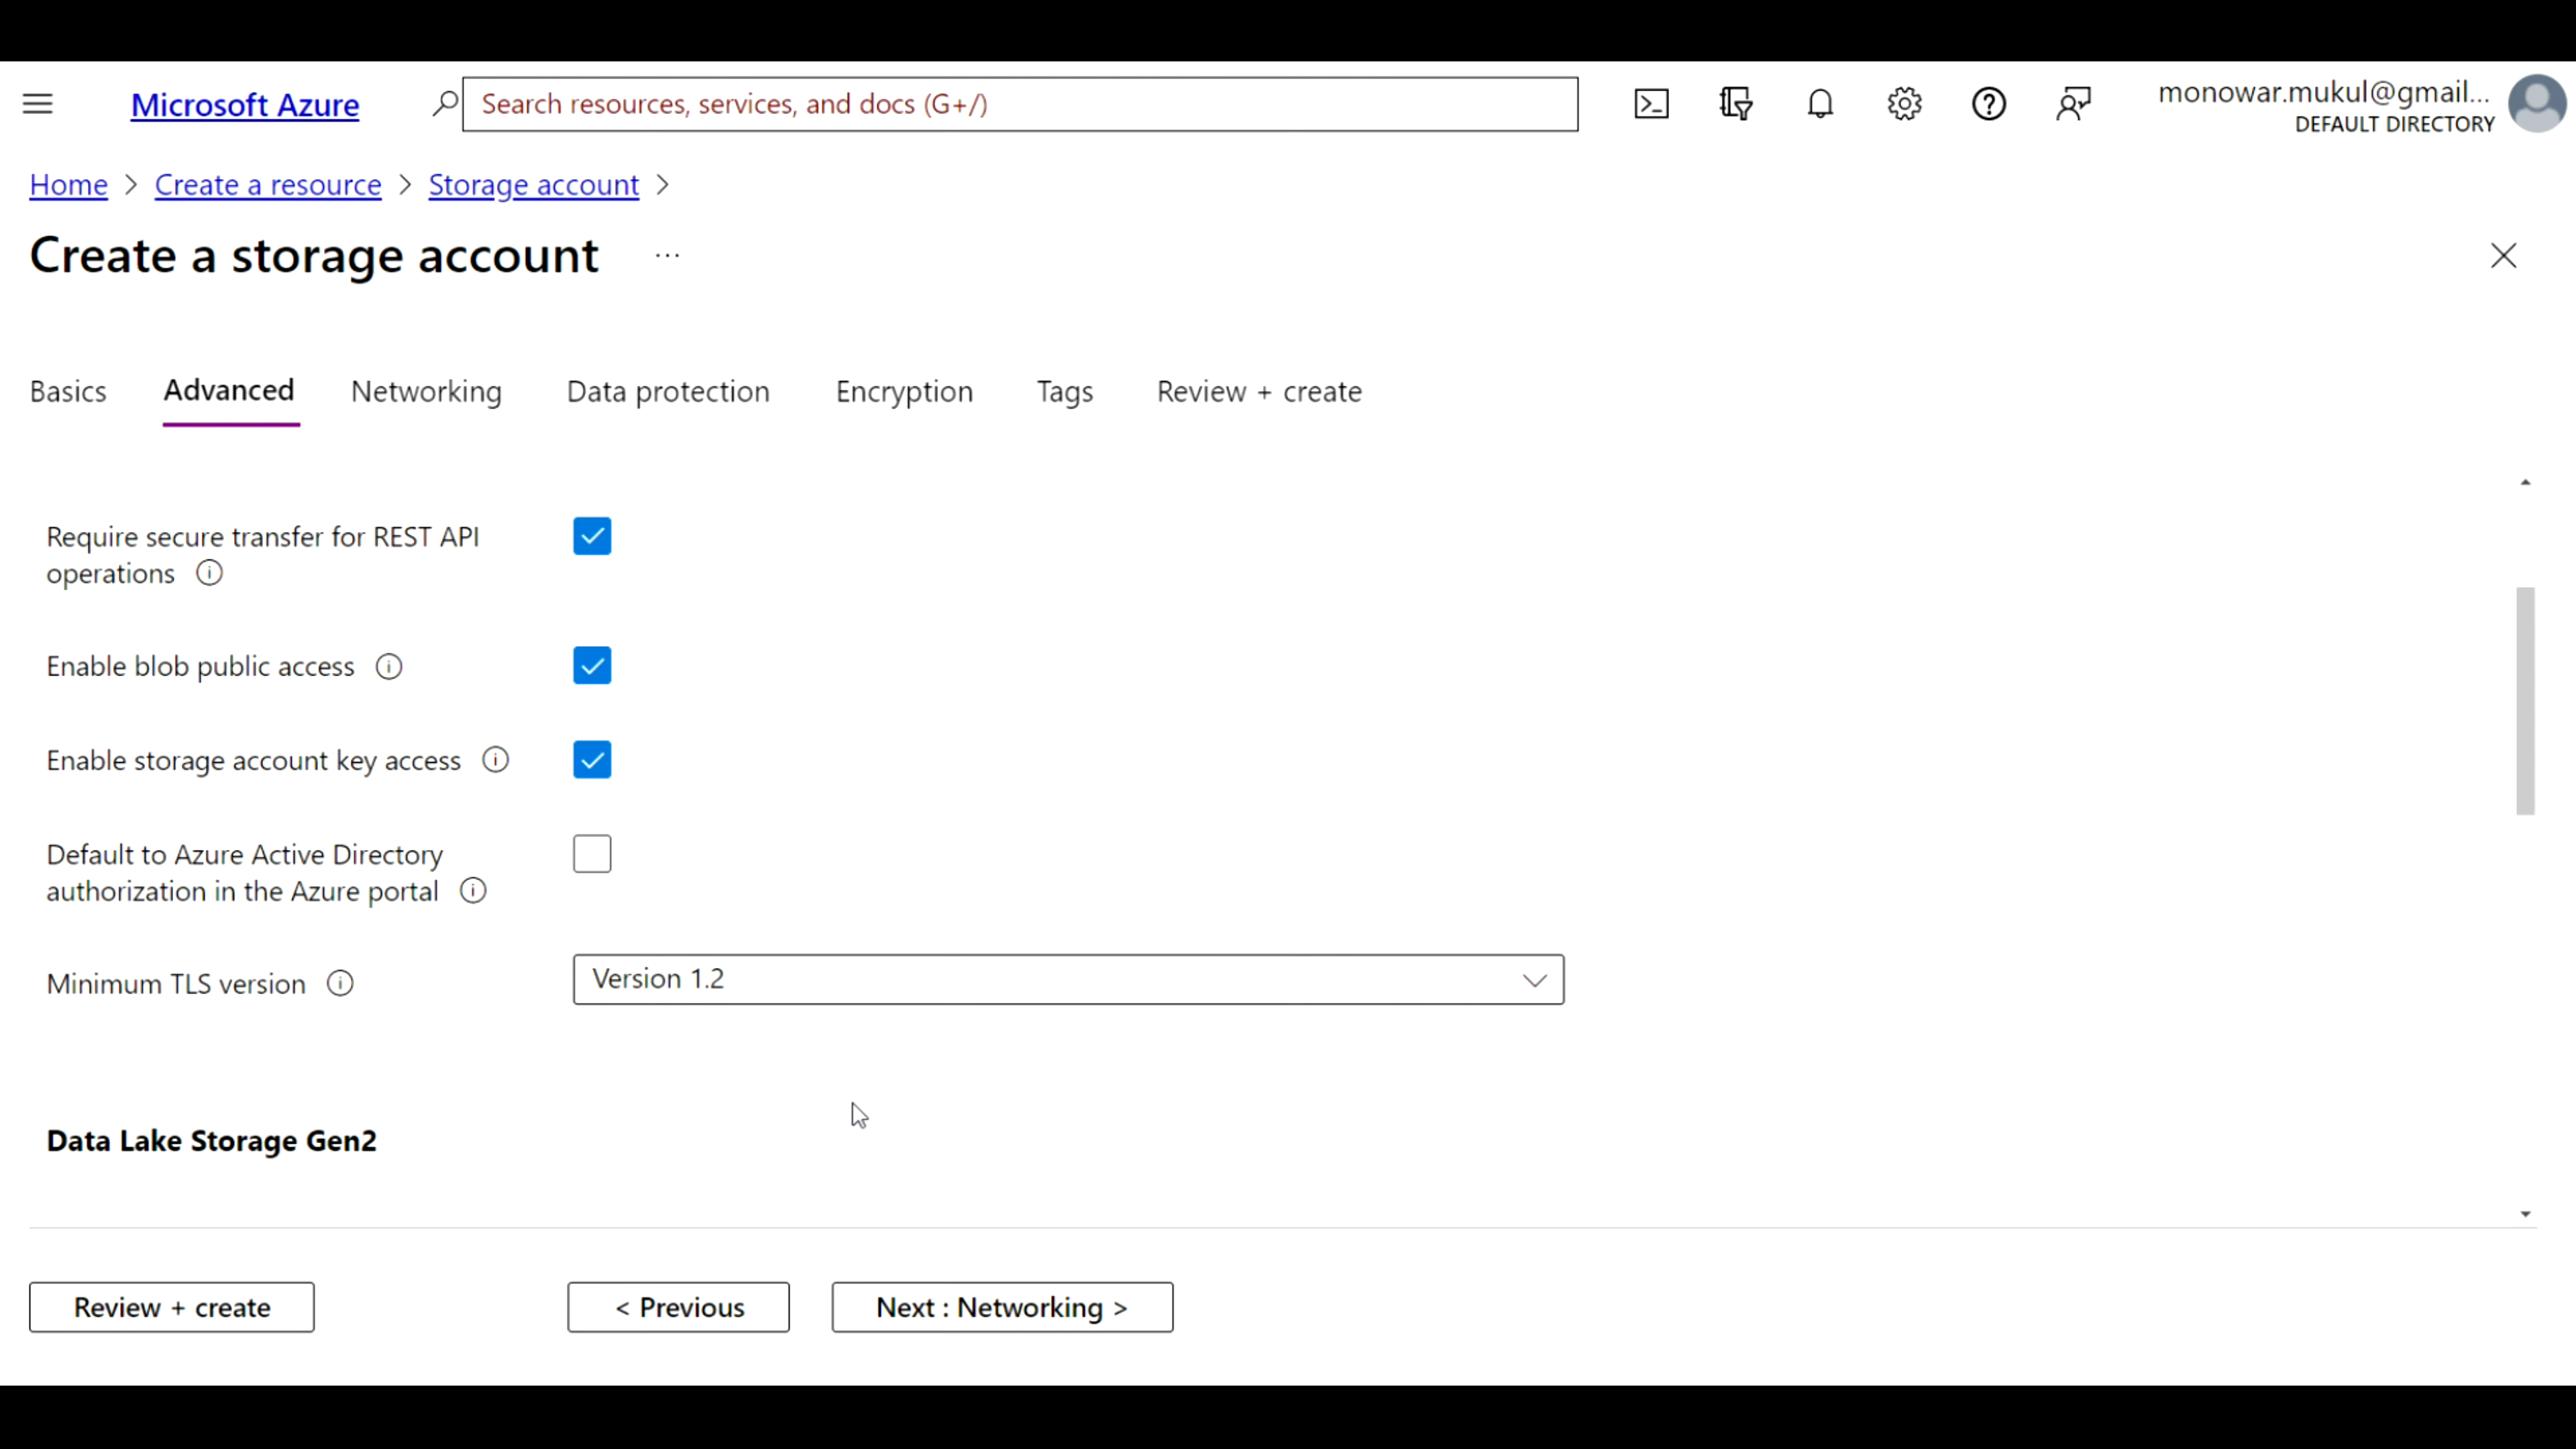 Microsoft Azure
Search resources, services, and docs (G+/)
monowar.mukul@gmail...
DEFAULT DIRECTORY
Home > Create a resource > Storage account >
Create a storage account ...
Basics Advanced Networking Data protection Encryption Tags Review + create
Require secure transfer for REST API
operations
Enable blob public access
Enable storage account key access
Default to Azure Active Directory
authorization in the Azure portal
Minimum TLS version
Version 1.2
Data Lake Storage Gen2
Review + create
< Previous
Next : Networking >